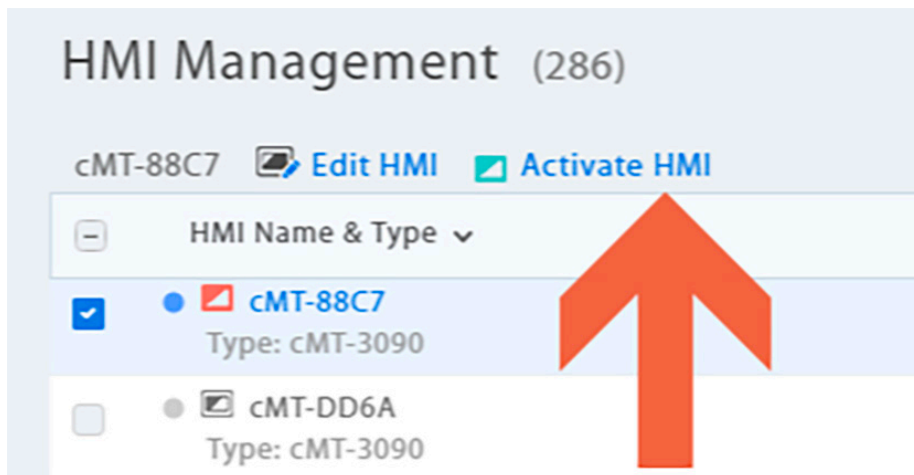 HMI Management (286)
cMT-88C7 Edit HMI Activate HMI
HMI Name & Type
cMT-88C7
Type: cMT-3090
cMT-DD6A
Type: cMT-3090